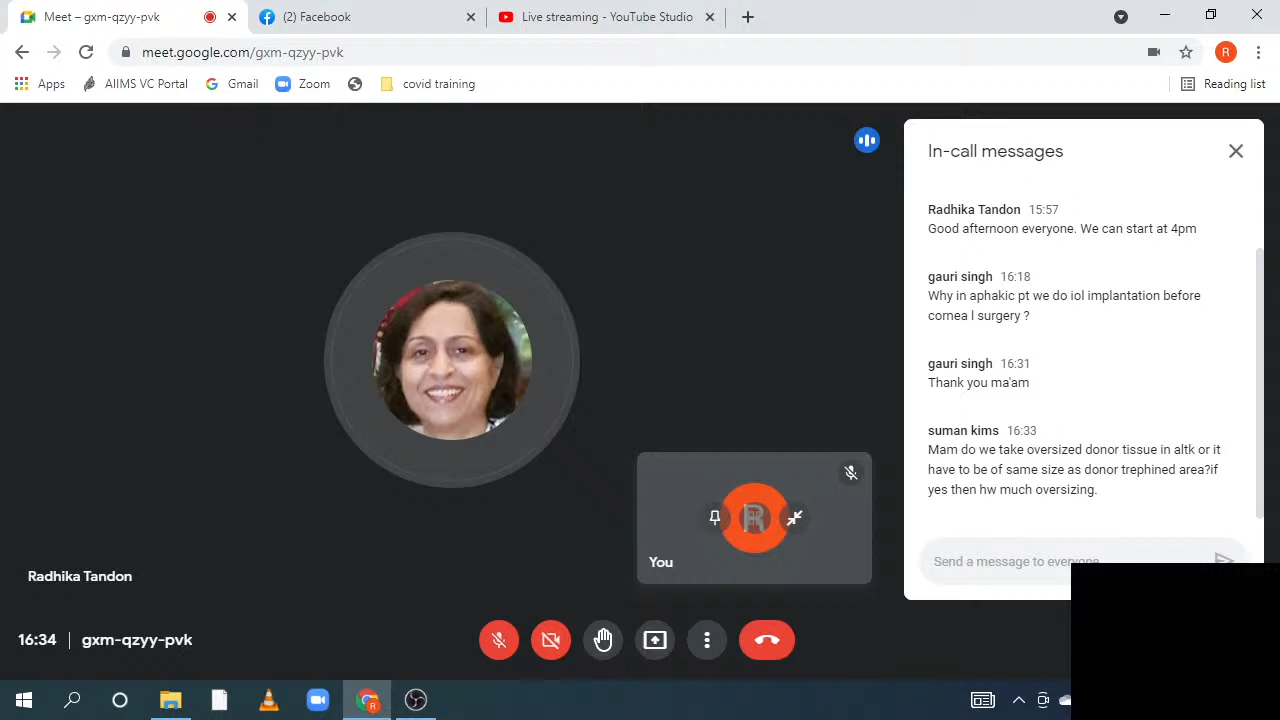 Meet – gxm-qzyy-pvk
(2) Facebook
Live streaming - YouTube Studio
meet.google.com/gxm-qzyy-pvk
R
Apps
AIIMS VC Portal
Gmail
Zoom
covid training
Reading list
In-call messages
Radhika Tandon 15:57
Good afternoon everyone. We can start at 4pm
gauri singh 16:18
Why in aphakic pt we do iol implantation before
cornea l surgery ?
gauri singh 16:31
Thank you ma'am
suman kims 16:33
Mam do we take oversized donor tissue in altk or it
have to be of same size as donor trephined area?if
yes then hw much oversizing.
Send a message to everyone
R
You
Radhika Tandon
16:34 | gxm-qzyy-pvk
R